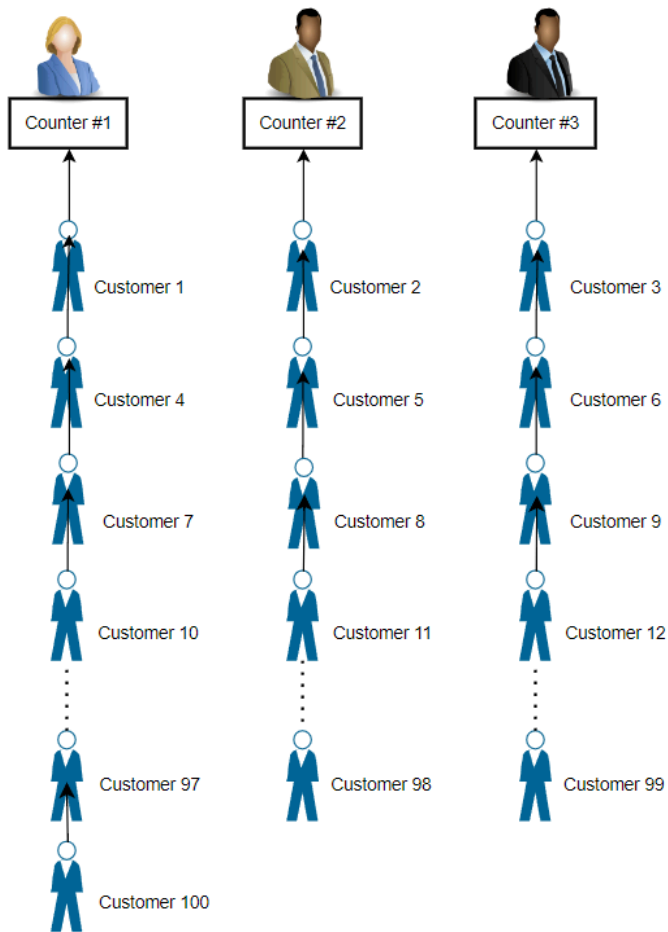 Counter #1
Counter #2
Counter #3
Customer 1
Customer 2
Customer 3
Customer 4
Customer 5
Customer 6
Customer 7
Customer 8
Customer 9
Customer 10
Customer 11
Customer 12
Customer 97
Customer 98
Customer 99
Customer 100